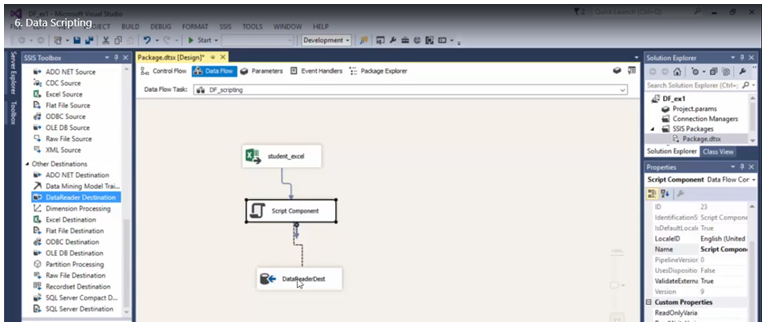 DF_ex1 - Microsoft Visual Studio
6. Data Scripting
PROJECT BUILD DEBUG FORMAT SSIS TOOLS WINDOW HELP
Start
Development
SSIS Toolbox
Package.dtsx [Design]*
Solution Explorer
Server Explorer
Toolbox
ADO NET Source
CDC Source
Excel Source
Flat File Source
ODBC Source
OLE DB Source
Raw File Source
XML Source
Other Destinations
ADO NET Destination
Data Mining Model Trai...
DataReader Destination
Dimension Processing
Excel Destination
Flat File Destination
ODBC Destination
OLE DB Destination
Partition Processing
Raw File Destination
Recordset Destination
SQL Server Compact D...
SQL Server Destination
Control Flow
Data Flow
Parameters
Event Handlers
Package Explorer
Data Flow Task:
DF_scripting
student_excel
Script Component
DataReaderDest
Search Solution Explorer (Ctrl+;)
DF_ex1
Project.params
Connection Managers
SSIS Packages
Package.dtsx
Solution Explorer
Class View
Properties
Script Component Data Flow Cor
ID 23
IdentificationS Script Compone
IsDefaultLocal True
LocaleID English (United
Name Script Compon
PipelineVersion 0
UsesDispositio False
ValidateExterna True
Version 9
Custom Properties
ReadOnlyVaria